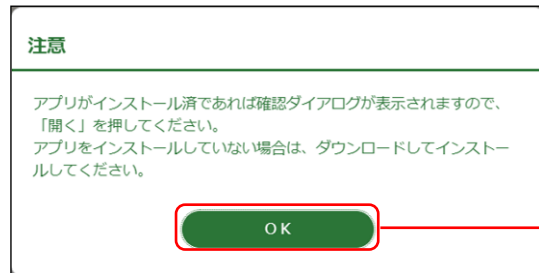 注意
アプリがインストール済であれば確認ダイアログが表示されますので、
「開く」を押してください。
アプリをインストールしていない場合は、ダウンロードしてインストー
ルしてください。
OK